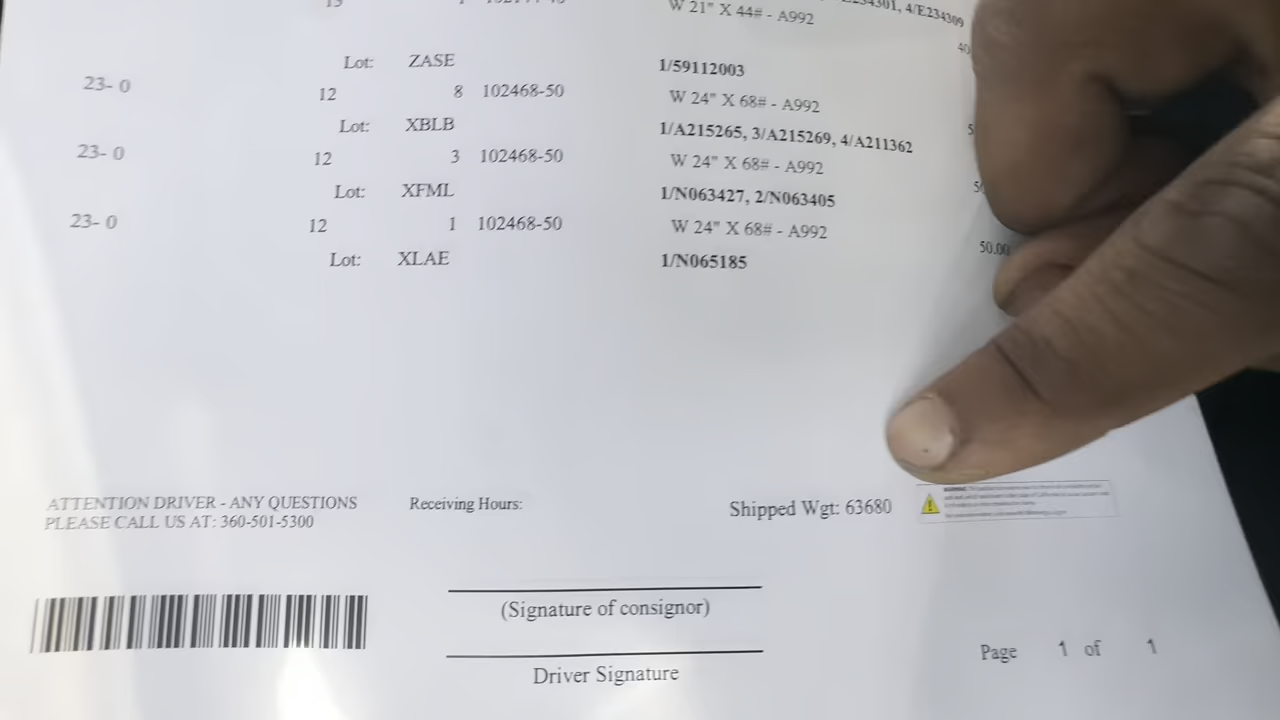 W 21" X 44# - A992
4/E234309
Lot: ZASE 1/59112003
23- 0 12 8 102468-50 W 24" X 68# - A992
Lot: XBLB 1/A215265, 3/A215269, 4/A211362
23- 0 12 3 102468-50 W 24" X 68# - A992
Lot: XFML 1/N063427, 2/N063405
23- 0 12 1 102468-50 W 24" X 68# - A992 50.00
Lot: XLAE 1/N065185
ATTENTION DRIVER - ANY QUESTIONS
PLEASE CALL US AT: 360-501-5300
Receiving Hours:
Shipped Wgt: 63680
(Signature of consignor)
Driver Signature
Page 1 of 1